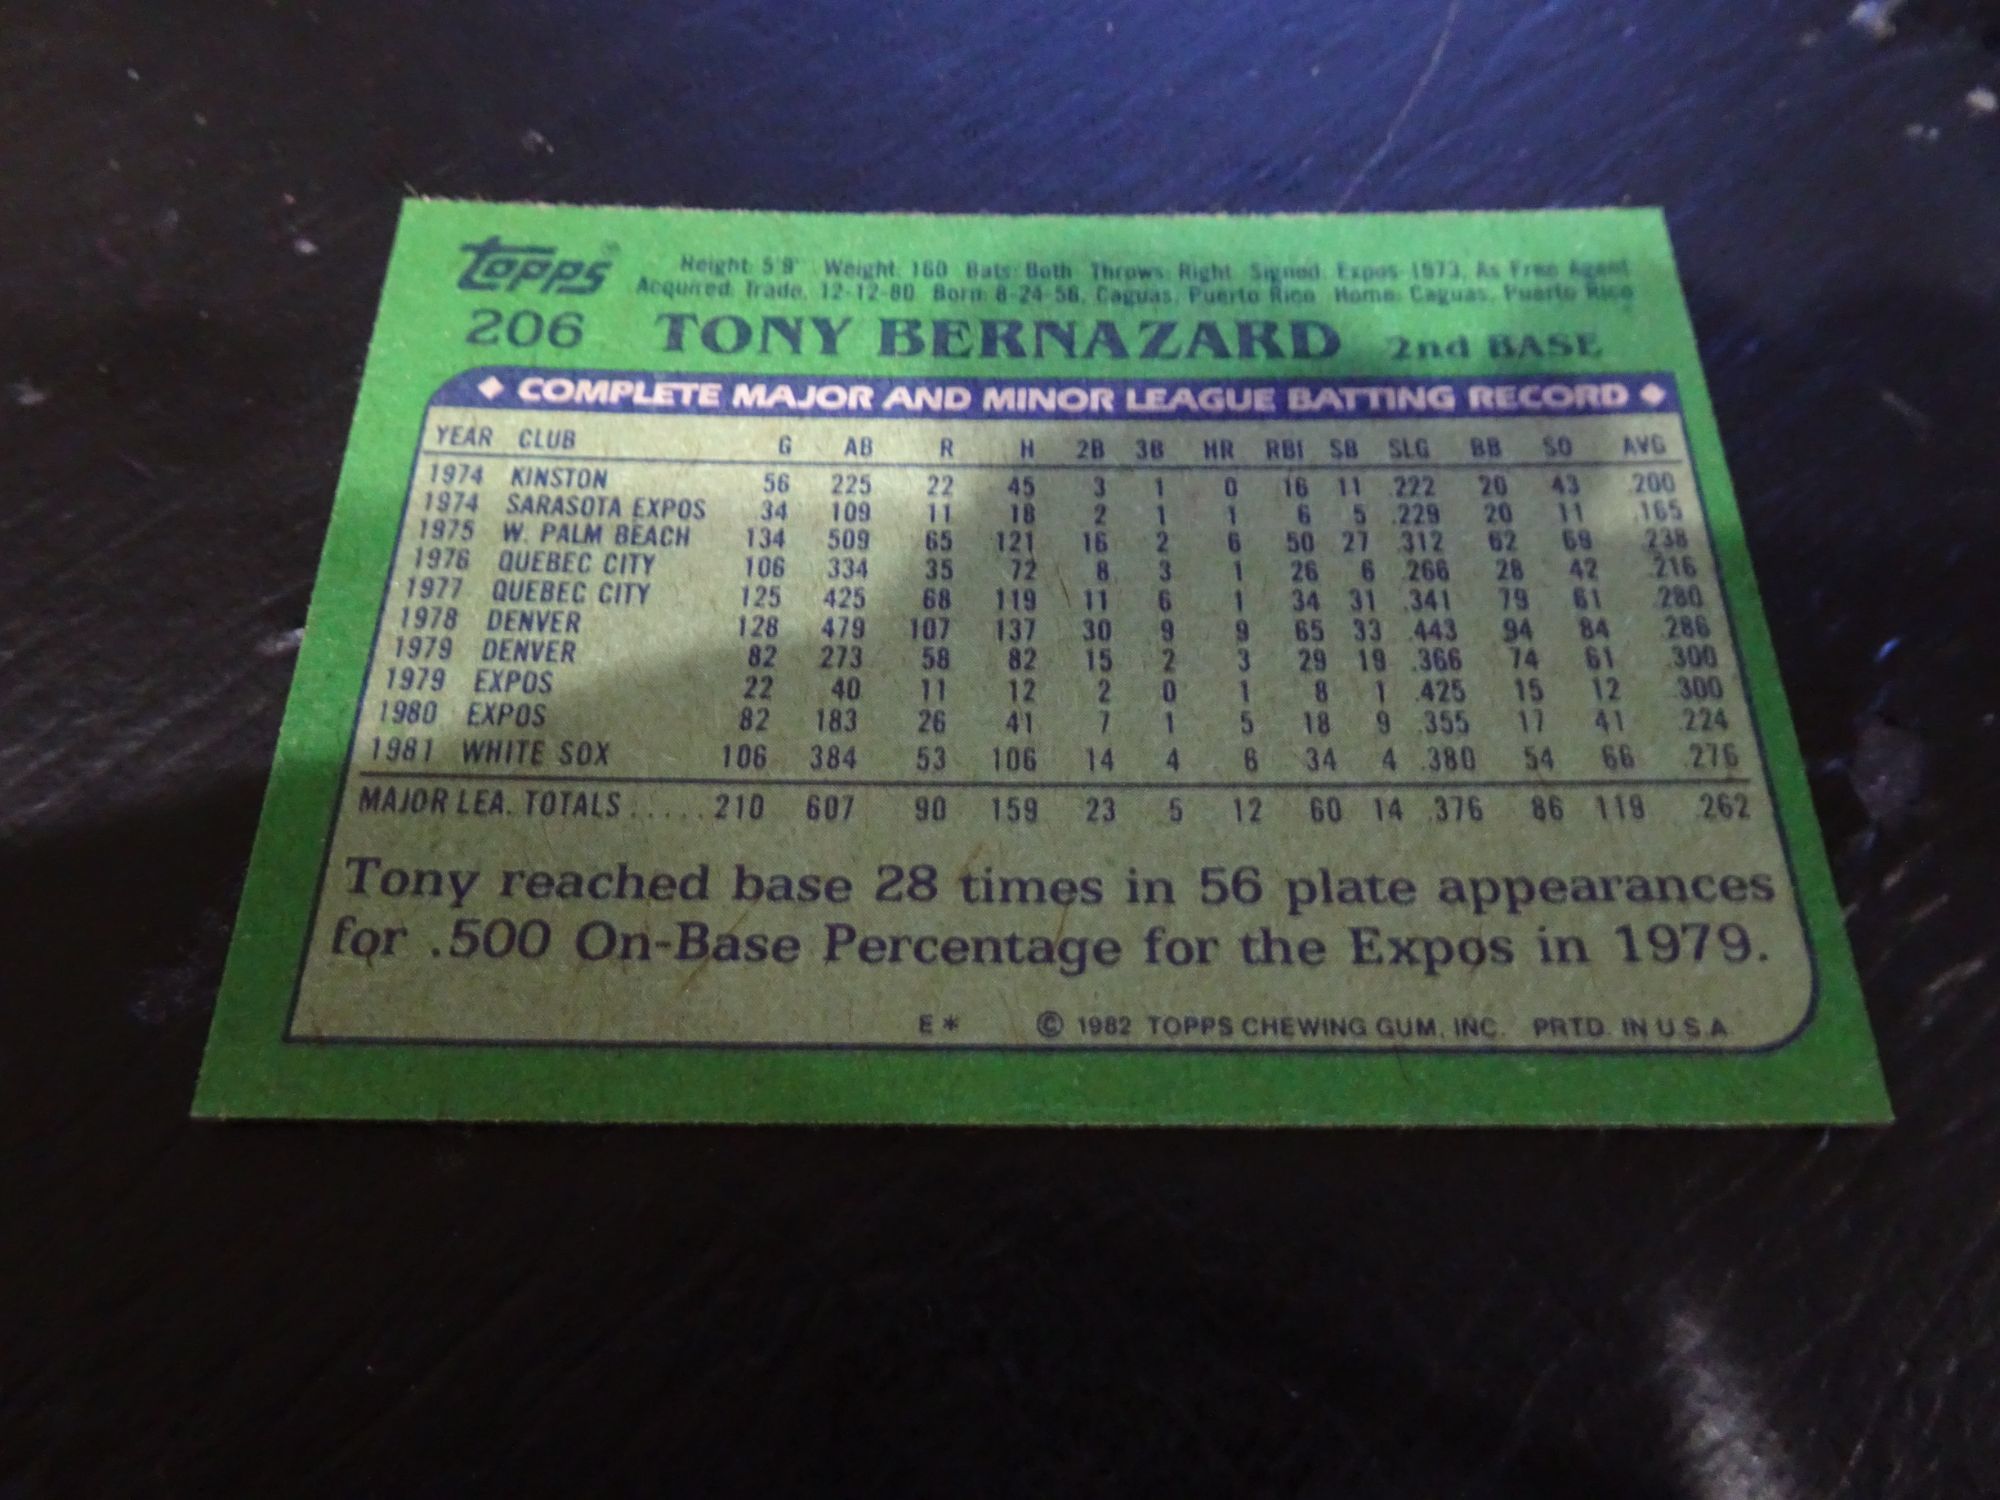 topps®
Height: 5'9" Weight: 160 Bats: Both Throws: Right Signed: Expos-1973, As Free Agent
Acquired: Trade, 12-12-80 Born: 8-24-56, Caguas, Puerto Rico Home: Caguas, Puerto Rico
206 TONY BERNAZARD 2nd BASE
◆ COMPLETE MAJOR AND MINOR LEAGUE BATTING RECORD ◆
YEAR CLUB G AB R H 2B 3B HR RBI SB SLG BB SO AVG
1974 KINSTON 56 225 22 45 3 1 0 16 11 .222 20 43 .200
1974 SARASOTA EXPOS 34 109 11 18 2 1 1 6 5 .229 20 11 .165
1975 W. PALM BEACH 134 509 65 121 16 2 6 50 27 .312 62 69 .238
1976 QUEBEC CITY 106 334 35 72 8 3 1 26 6 .266 28 42 .216
1977 QUEBEC CITY 125 425 68 119 11 6 1 34 31 .341 79 61 .280
1978 DENVER 128 479 107 137 30 9 9 65 33 .443 94 84 .286
1979 DENVER 82 273 58 82 15 2 3 29 19 .366 74 61 .300
1979 EXPOS 22 40 11 12 2 0 1 8 1 .425 15 12 .300
1980 EXPOS 82 183 26 41 7 1 5 18 9 .355 17 41 .224
1981 WHITE SOX 106 384 53 106 14 4 6 34 4 .380 54 66 .276
MAJOR LEA. TOTALS ..... 210 607 90 159 23 5 12 60 14 .376 86 119 .262
Tony reached base 28 times in 56 plate appearances
for .500 On-Base Percentage for the Expos in 1979.
E* © 1982 TOPPS CHEWING GUM, INC. PRTD. IN U.S.A.